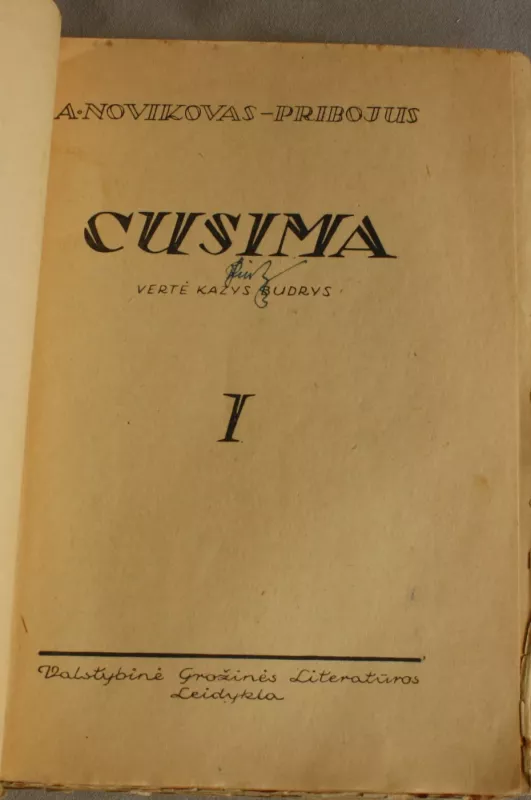 A. NOVIKOVAS-PRIBOJUS
CUSIMA
VERTĖ KAZYS BUDRYS
I
Valstybinė Grožinės Literatūros
Leidykla